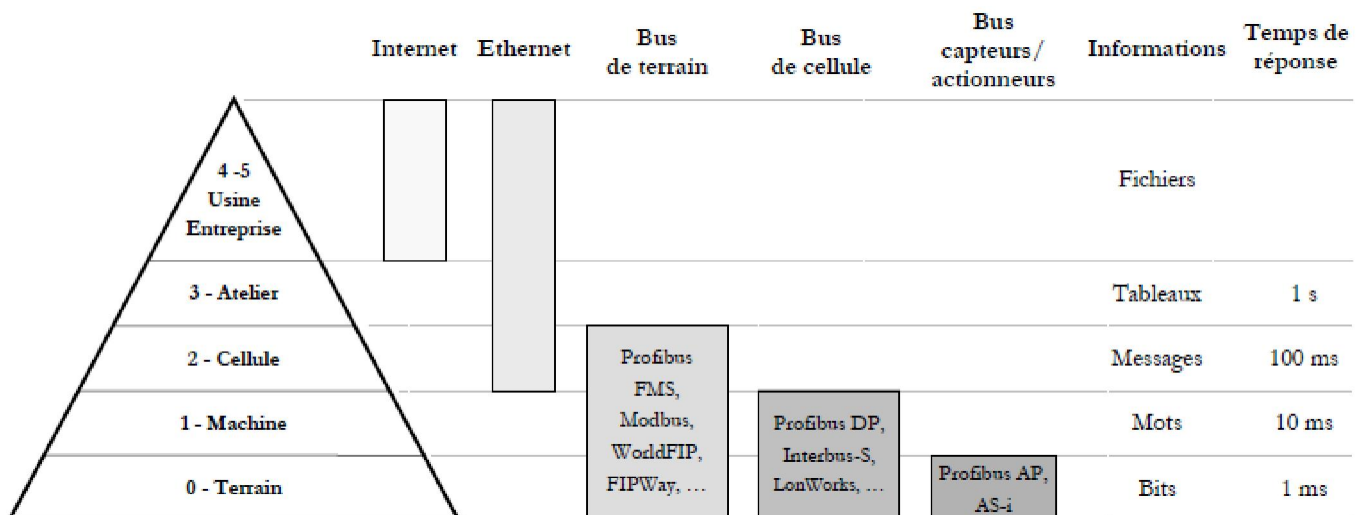 Internet
Ethernet
Bus
de terrain
Bus
de cellule
Bus
capteurs/
actionneurs
Informations
Temps de
réponse
4 -5
Usine
Entreprise
Fichiers
3 - Atelier
Tableaux
1 s
2 - Cellule
Messages
100 ms
1 - Machine
Mots
10 ms
0 - Terrain
Bits
1 ms
Profibus
FMS,
Modbus,
WorldFIP,
FIPWay, ...
Profibus DP,
Interbus-S,
LonWorks, ...
Profibus AP,
AS-i